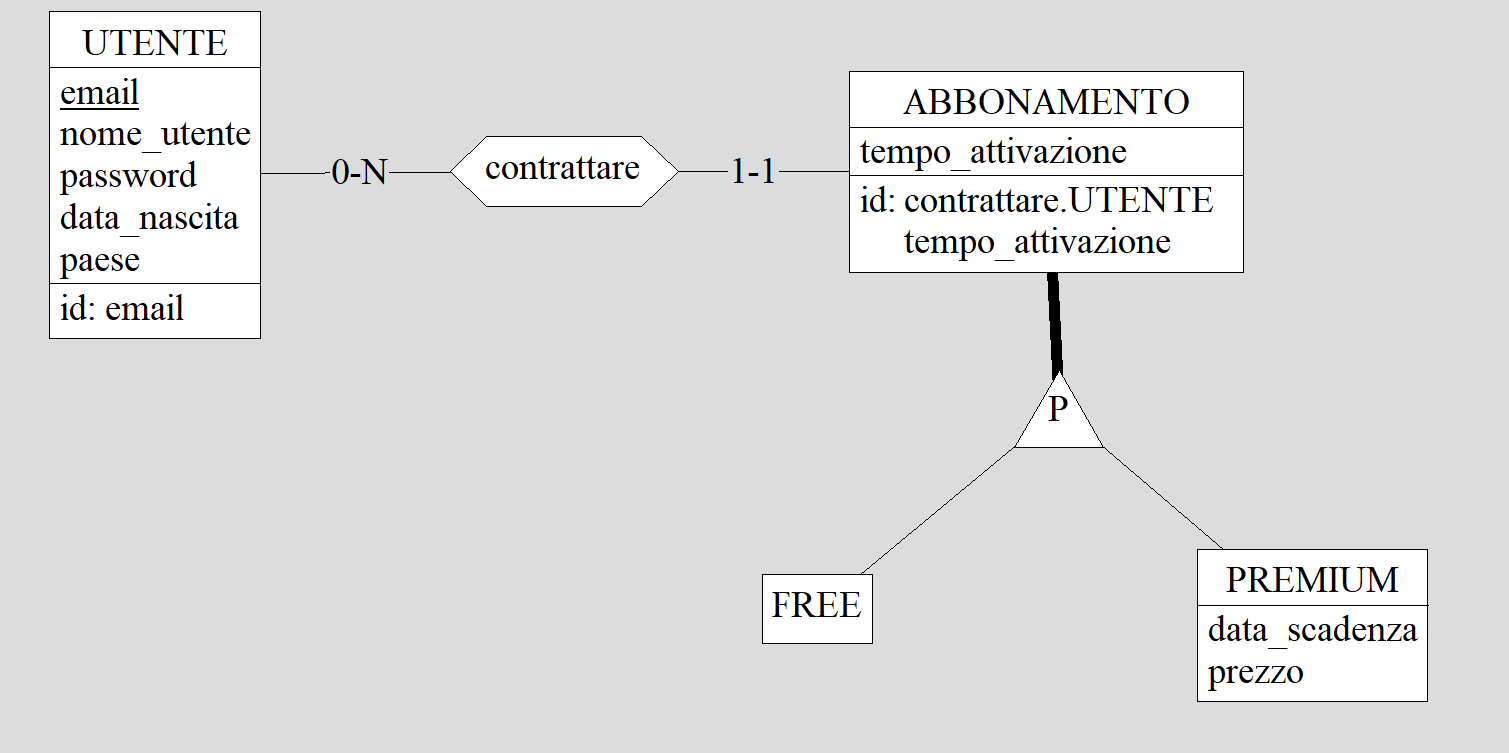 UTENTE
email
nome_utente
password
data_nascita
paese
id: email
0-N
contrattare
1-1
ABBONAMENTO
tempo_attivazione
id: contrattare.UTENTE
tempo_attivazione
P
FREE
PREMIUM
data_scadenza
prezzo